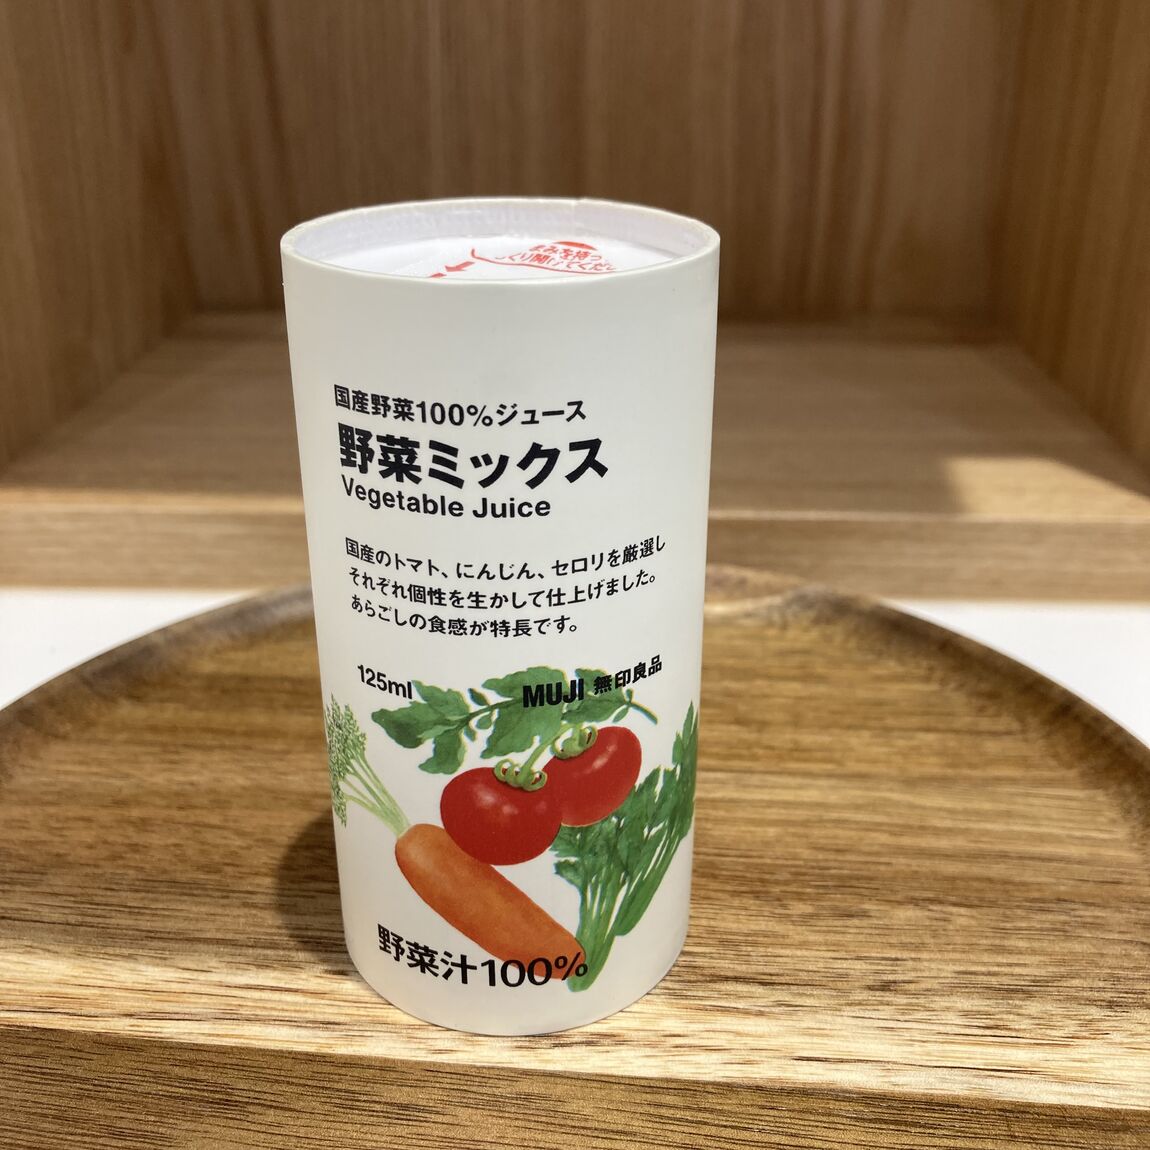 国産野菜100%ジュース
野菜ミックス
Vegetable Juice
国産のトマト、にんじん、セロリを厳選し
それぞれ個性を生かして仕上げました。
あらごしの食感が特長です。
125ml
MUJI 無印良品
野菜汁100%